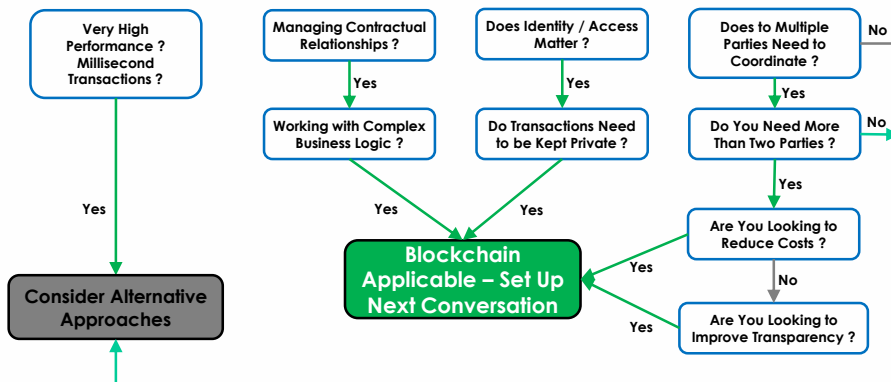 Very High
Performance ?
Millisecond
Transactions ?
Managing Contractual
Relationships ?
Does Identity / Access
Matter ?
Does to Multiple
Parties Need to
Coordinate ?
No
Yes
Yes
Yes
Working with Complex
Business Logic ?
Do Transactions Need
to be Kept Private ?
Do You Need More
Than Two Parties ?
No
Yes
Yes
Yes
Yes
Are You Looking to
Reduce Costs ?
Blockchain
Applicable – Set Up
Next Conversation
Yes
No
Consider Alternative
Approaches
Yes
Are You Looking to
Improve Transparency ?